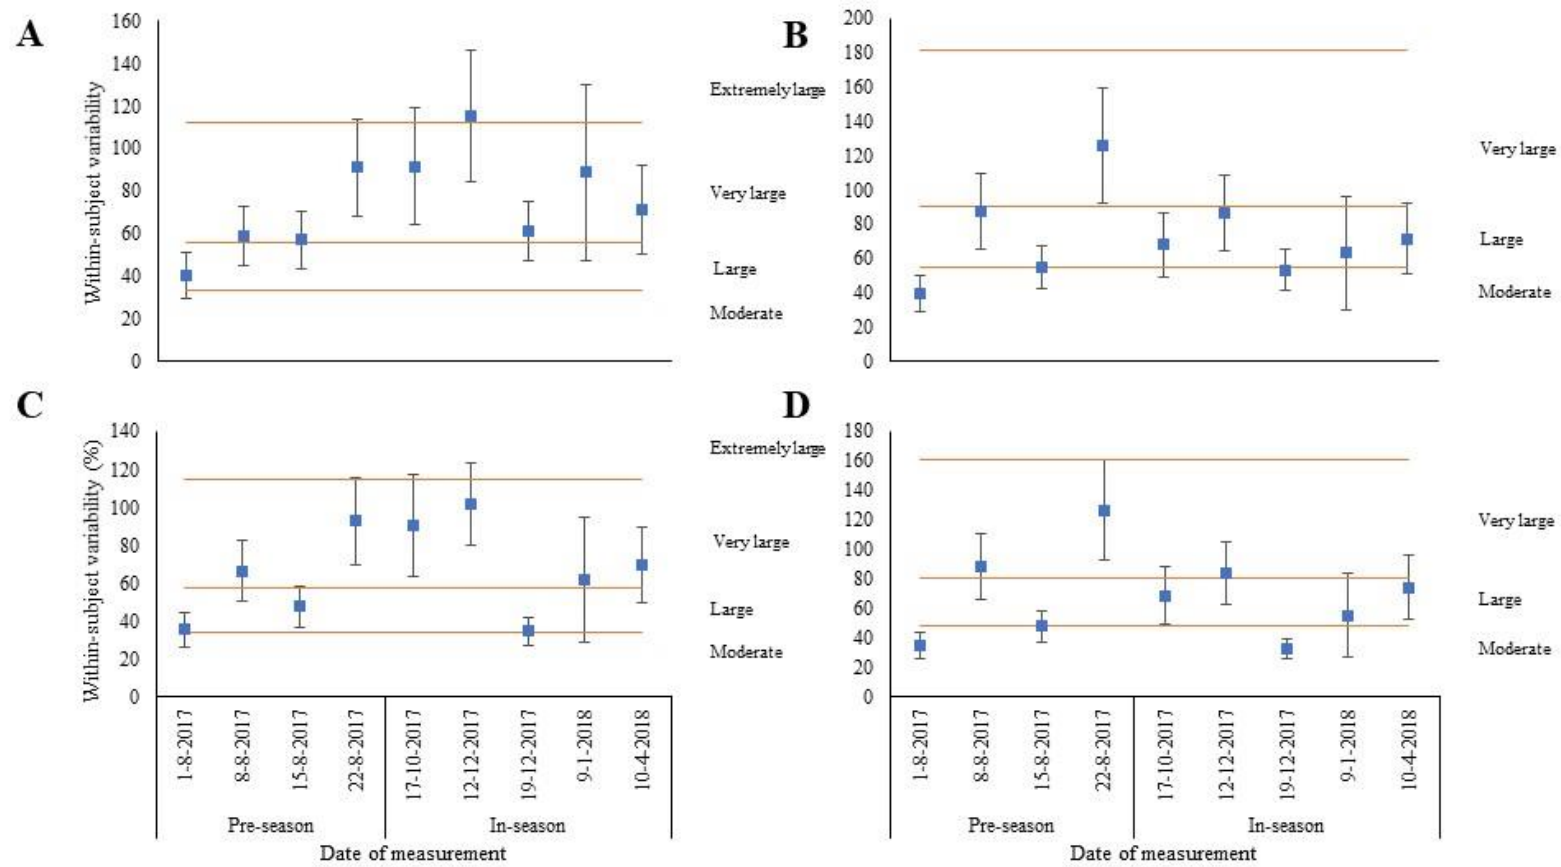 A
Within-subject variability
160
140
120
100
80
60
40
20
0
Extremely large
Very large
Large
Moderate
B
200
180
160
140
120
100
80
60
40
20
0
Very large
Large
Moderate
C
Within-subject variability (%)
140
120
100
80
60
40
20
0
Extremely large
Very large
Large
Moderate
1-8-2017
8-8-2017
15-8-2017
22-8-2017
17-10-2017
12-12-2017
19-12-2017
9-1-2018
10-4-2018
Pre-season
In-season
Date of measurement
D
180
160
140
120
100
80
60
40
20
0
Very large
Large
Moderate
1-8-2017
8-8-2017
15-8-2017
22-8-2017
17-10-2017
12-12-2017
19-12-2017
9-1-2018
10-4-2018
Pre-season
In-season
Date of measurement